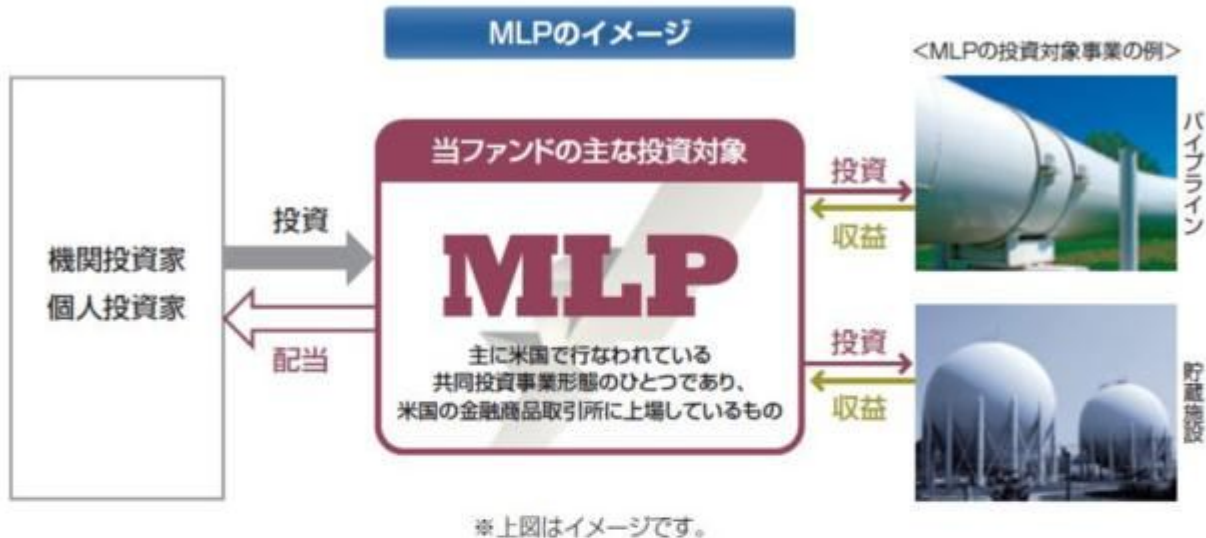 MLPのイメージ
<MLPの投資対象事業の例>
機関投資家
個人投資家
投資
配当
当ファンドの主な投資対象
MLP
主に米国で行なわれている
共同投資事業形態のひとつであり、
米国の金融商品取引所に上場しているもの
投資
収益
パイプライン
投資
収益
貯蔵施設
※上図はイメージです。